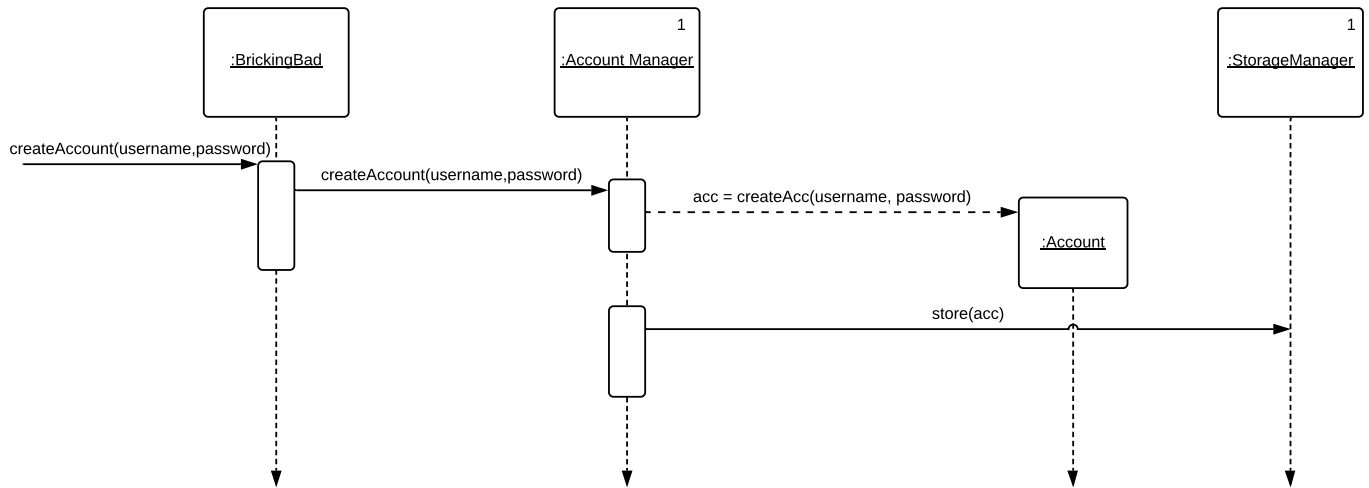 1
1
:BrickingBad
:Account Manager
:StorageManager
createAccount(username,password)
createAccount(username,password)
acc = createAcc(username, password)
:Account
store(acc)